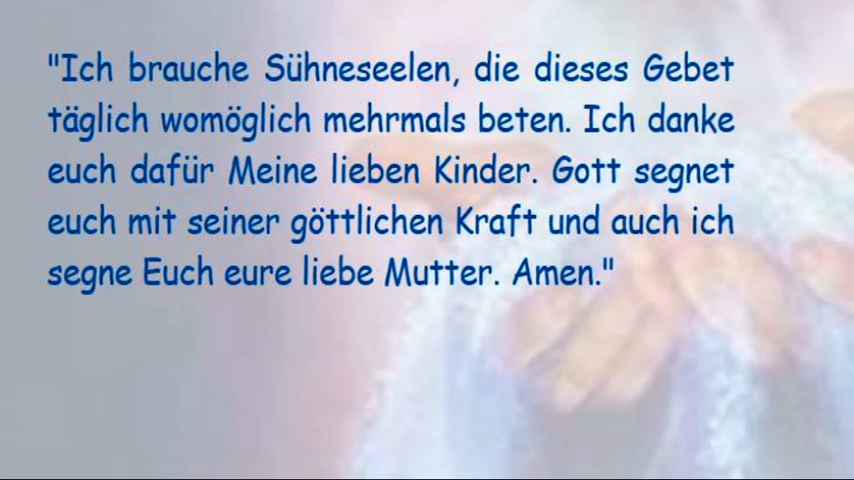 "Ich brauche Sühneseelen, die dieses Gebet
täglich womöglich mehrmals beten. Ich danke
euch dafür Meine lieben Kinder. Gott segnet
euch mit seiner göttlichen Kraft und auch ich
segne Euch eure liebe Mutter. Amen."